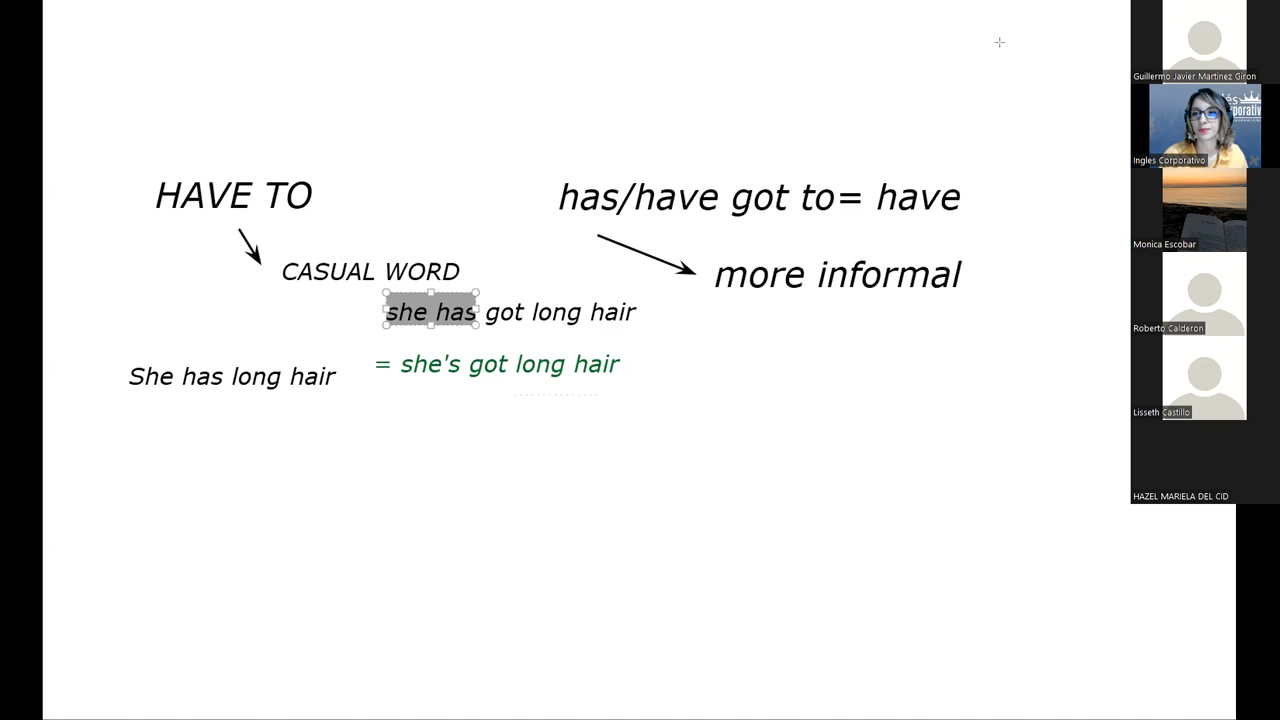 HAVE TO
has/have got to= have
CASUAL WORD
more informal
she has got long hair
= she's got long hair
She has long hair
Guillermo Javier Martinez Giron
Ingles Corporativo
Monica Escobar
Roberto Calderon
Lisseth Castillo
HAZEL MARIELA DEL CID